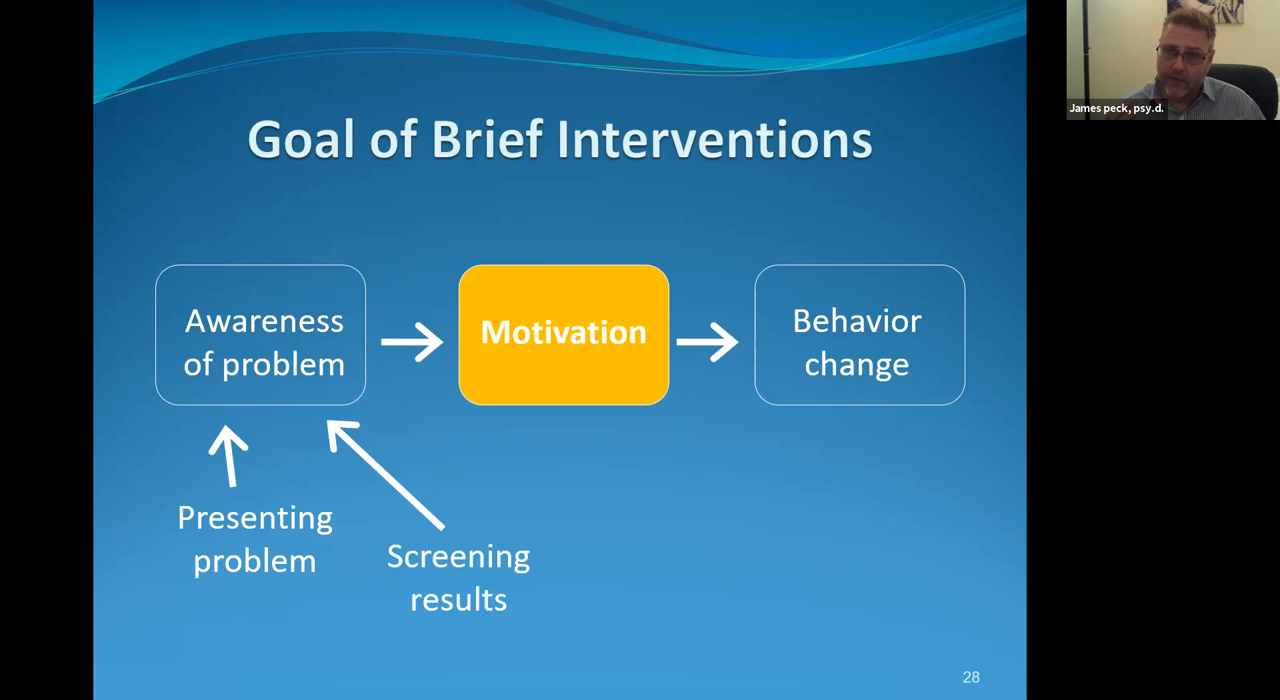 Goal of Brief Interventions
Awareness
of problem
Motivation
Behavior
change
Presenting
problem
Screening
results
28
James peck, psy.d.